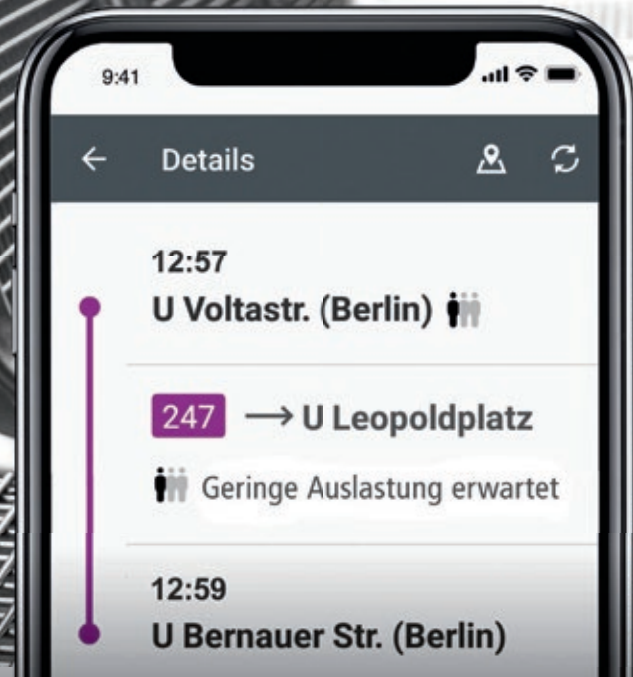 9:41
Details
12:57
U Voltastr. (Berlin)
247 → U Leopoldplatz
Geringe Auslastung erwartet
12:59
U Bernauer Str. (Berlin)